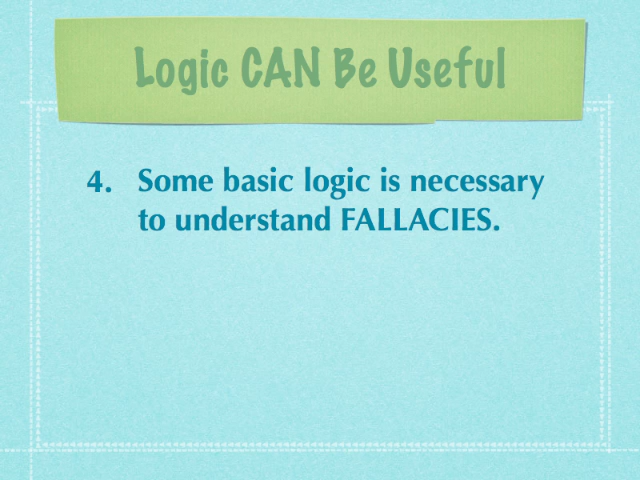 Logic CAN Be Useful
4. Some basic logic is necessary
to understand FALLACIES.